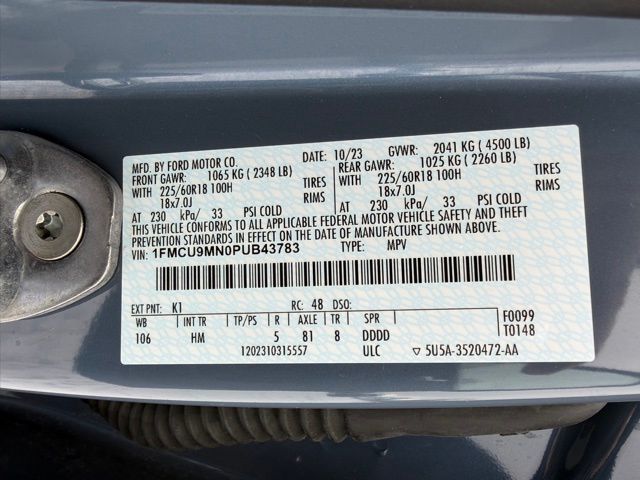 MFD. BY FORD MOTOR CO. DATE: 10/23 GVWR: 2041 KG ( 4500 LB)
FRONT GAWR: 1065 KG ( 2348 LB) REAR GAWR: 1025 KG ( 2260 LB)
WITH 225/60R18 100H TIRES WITH 225/60R18 100H TIRES
18x7.0J RIMS 18x7.0J RIMS
AT 230 kPa/ 33 PSI COLD AT 230 kPa/ 33 PSI COLD
THIS VEHICLE CONFORMS TO ALL APPLICABLE FEDERAL MOTOR VEHICLE SAFETY AND THEFT
PREVENTION STANDARDS IN EFFECT ON THE DATE OF MANUFACTURE SHOWN ABOVE.
VIN: 1FMCU9MN0PUB43783 TYPE: MPV
EXT PNT: K1 RC: 48 DSO:
WB INT TR TP/PS R AXLE TR SPR F0099
106 HM 5 81 8 DDDD T0148
1202310315557 ULC ▽ 5U5A-3520472-AA